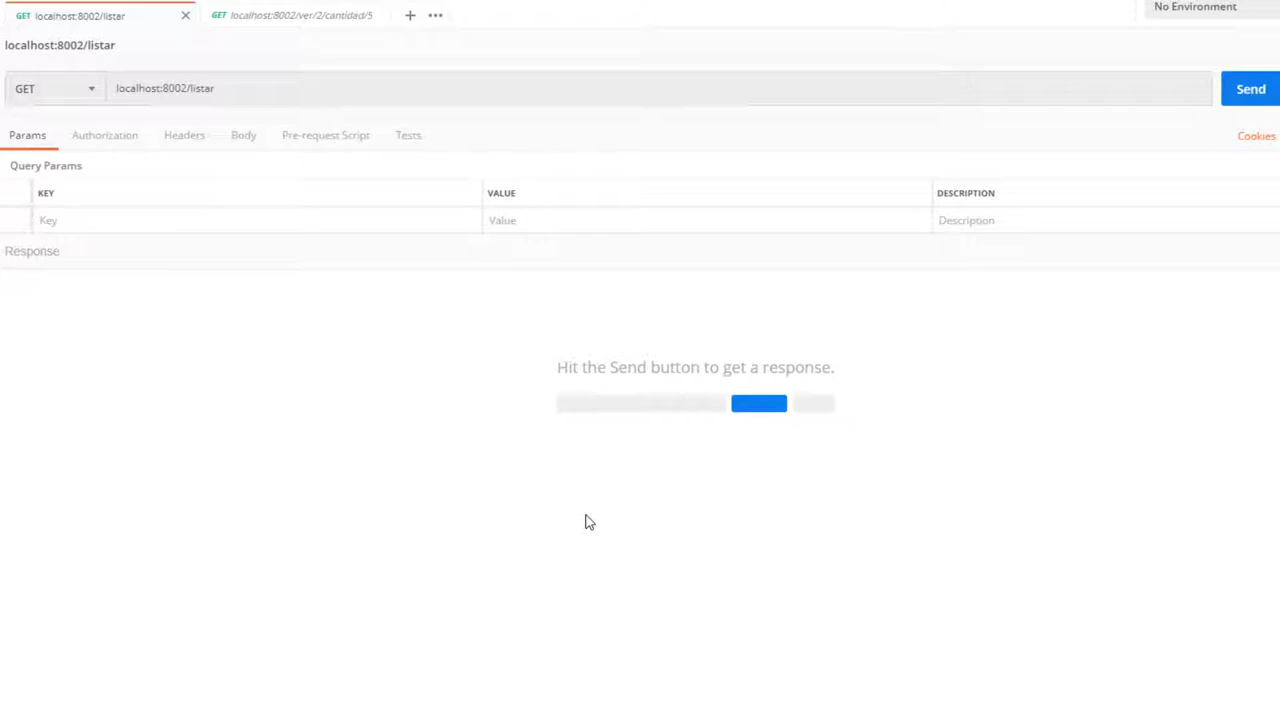 GET localhost:8002/listar GET localhost:8002/ver/2/cantidad/5 No Environment
localhost:8002/listar
GET localhost:8002/listar Send
Params Authorization Headers Body Pre-request Script Tests Cookies
Query Params
KEY VALUE DESCRIPTION
Key Value Description
Response
Hit the Send button to get a response.